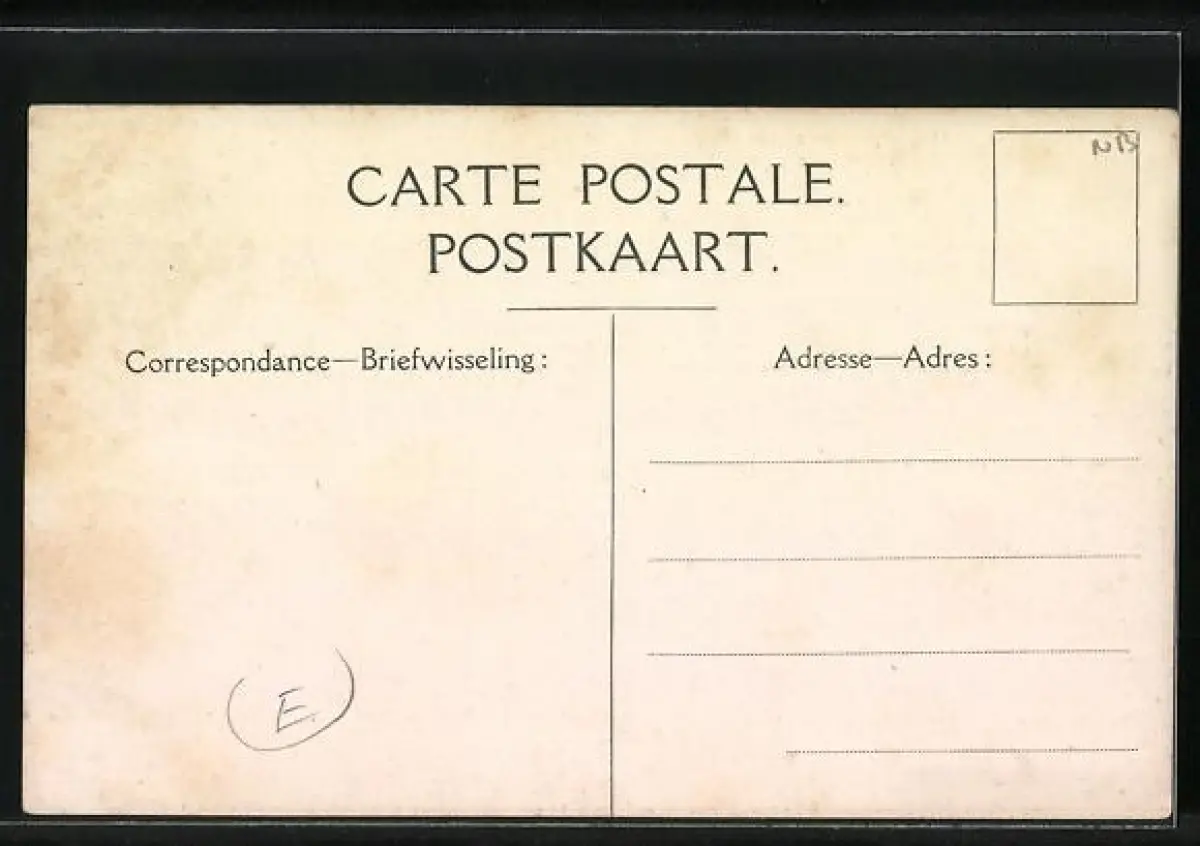 CARTE POSTALE.
POSTKAART.
NB
Correspondance—Briefwisseling:
Adresse—Adres:
E.